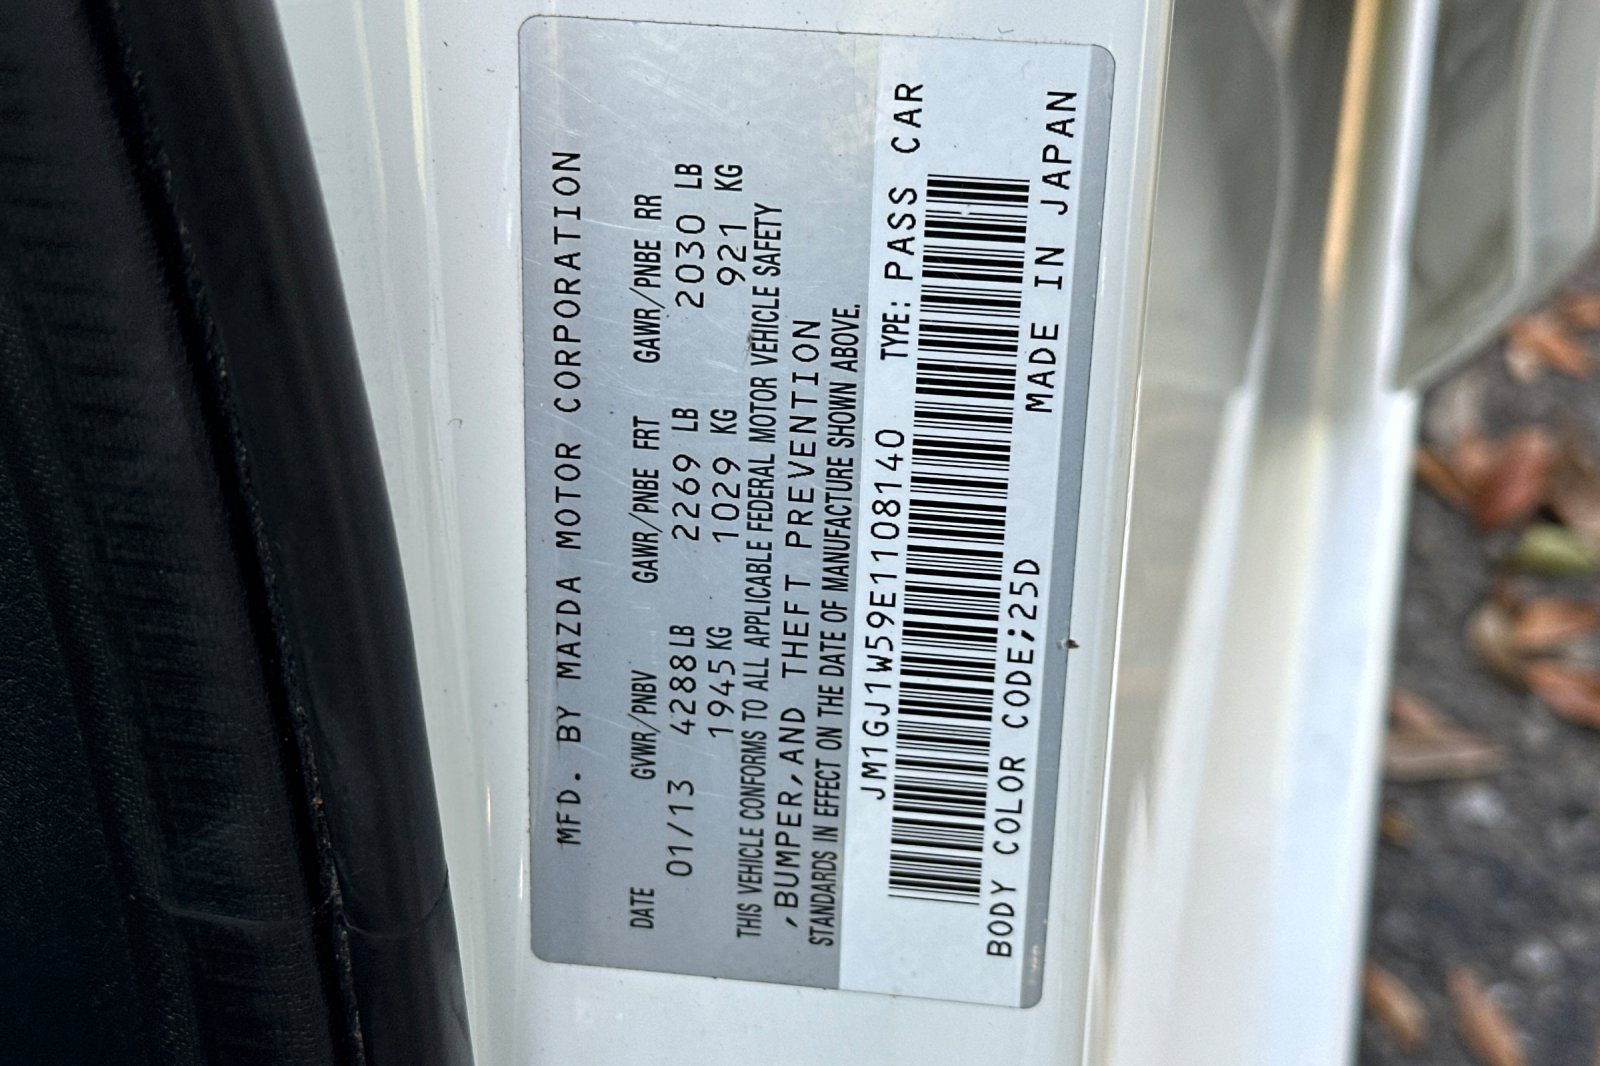 MFD. BY MAZDA MOTOR CORPORATION
DATE GVWR/PNBV GAWR/PNBE FRT GAWR/PNBE RR
01/13 4288LB 2269 LB 2030 LB
1945KG 1029 KG 921 KG
THIS VEHICLE CONFORMS TO ALL APPLICABLE FEDERAL MOTOR VEHICLE SAFETY
,BUMPER,AND THEFT PREVENTION
STANDARDS IN EFFECT ON THE DATE OF MANUFACTURE SHOWN ABOVE.
JM1GJ1W59E1108140 TYPE: PASS CAR
BODY COLOR CODE;25D MADE IN JAPAN